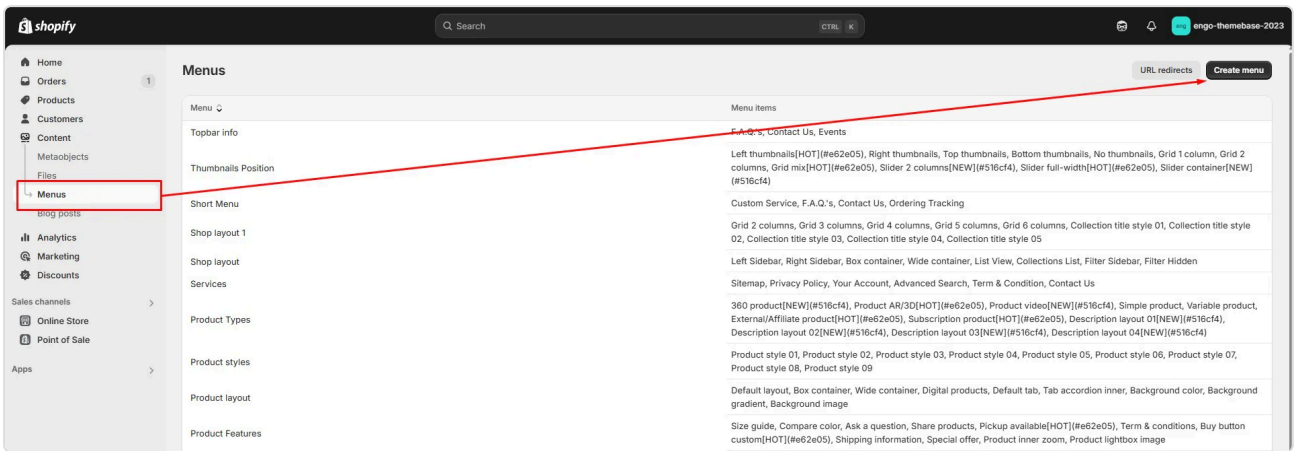 shopify
Search
CTRL K
eng
engo-themebase-2023
Home
Orders 1
Products
Customers
Content
Metaobjects
Files
Menus
Blog posts
Analytics
Marketing
Discounts
Sales channels
Online Store
Point of Sale
Apps
Menus
URL redirects
Create menu
Menu
Menu items
Topbar info
F.A.Q.'s, Contact Us, Events
Thumbnails Position
Left thumbnails[HOT](#e62e05), Right thumbnails, Top thumbnails, Bottom thumbnails, No thumbnails, Grid 1 column, Grid 2
columns, Grid mix[HOT](#e62e05), Slider 2 columns[NEW](#516cf4), Slider full-width[HOT](#e62e05), Slider container[NEW]
(#516cf4)
Short Menu
Custom Service, F.A.Q.'s, Contact Us, Ordering Tracking
Shop layout 1
Grid 2 columns, Grid 3 columns, Grid 4 columns, Grid 5 columns, Grid 6 columns, Collection title style 01, Collection title style
02, Collection title style 03, Collection title style 04, Collection title style 05
Shop layout
Left Sidebar, Right Sidebar, Box container, Wide container, List View, Collections List, Filter Sidebar, Filter Hidden
Services
Sitemap, Privacy Policy, Your Account, Advanced Search, Term & Condition, Contact Us
Product Types
360 product[NEW](#516cf4), Product AR/3D[HOT](#e62e05), Product video[NEW](#516cf4), Simple product, Variable product,
External/Affiliate product[HOT](#e62e05), Subscription product[HOT](#e62e05), Description layout 01[NEW](#516cf4),
Description layout 02[NEW](#516cf4), Description layout 03[NEW](#516cf4), Description layout 04[NEW](#516cf4)
Product styles
Product style 01, Product style 02, Product style 03, Product style 04, Product style 05, Product style 06, Product style 07,
Product style 08, Product style 09
Product layout
Default layout, Box container, Wide container, Digital products, Default tab, Tab accordion inner, Background color, Background
gradient, Background image
Product Features
Size guide, Compare color, Ask a question, Share products, Pickup available[HOT](#e62e05), Term & conditions, Buy button
custom[HOT](#e62e05), Shipping information, Special offer, Product inner zoom, Product lightbox image